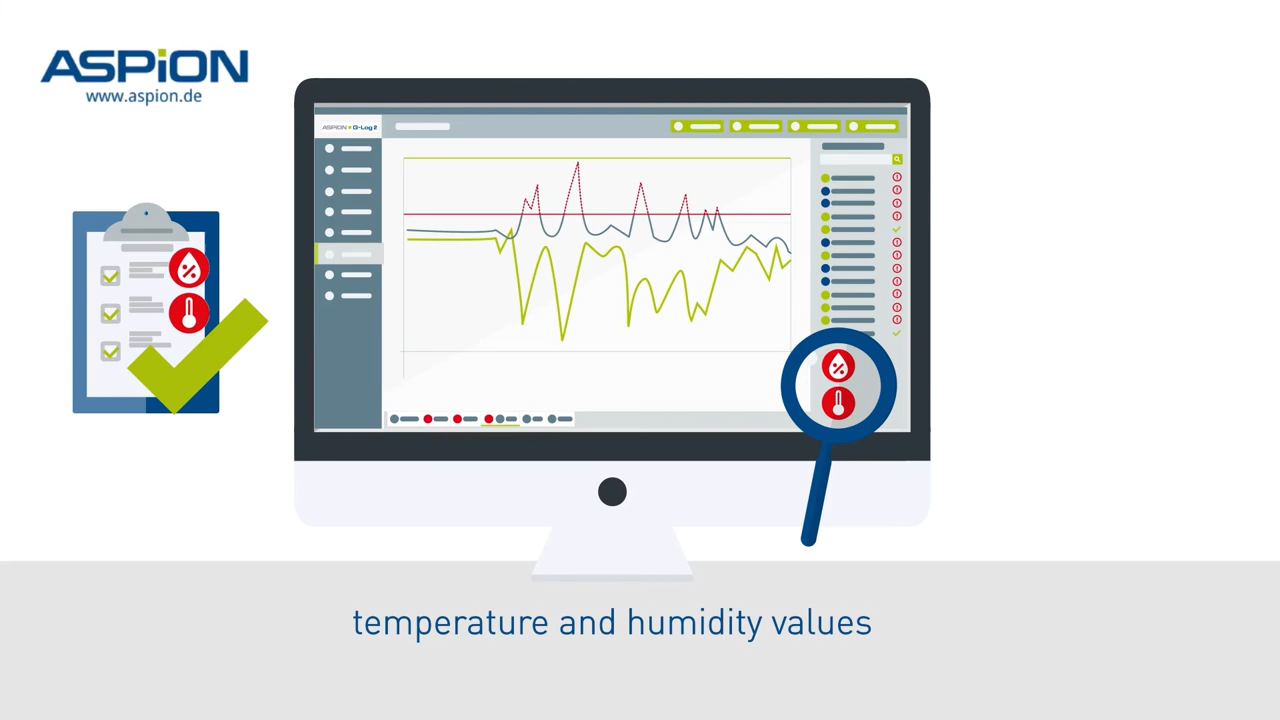 ASPiON
www.aspion.de
ASPION G-Log 2
temperature and humidity values